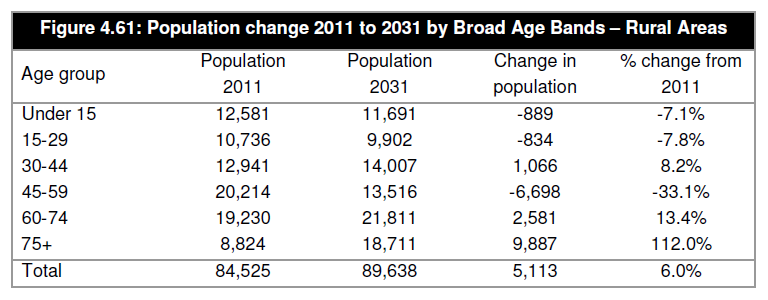 Figure 4.61: Population change 2011 to 2031 by Broad Age Bands – Rural Areas
Age group Population 2011 Population 2031 Change in population % change from 2011
Under 15 12,581 11,691 -889 -7.1%
15-29 10,736 9,902 -834 -7.8%
30-44 12,941 14,007 1,066 8.2%
45-59 20,214 13,516 -6,698 -33.1%
60-74 19,230 21,811 2,581 13.4%
75+ 8,824 18,711 9,887 112.0%
Total 84,525 89,638 5,113 6.0%